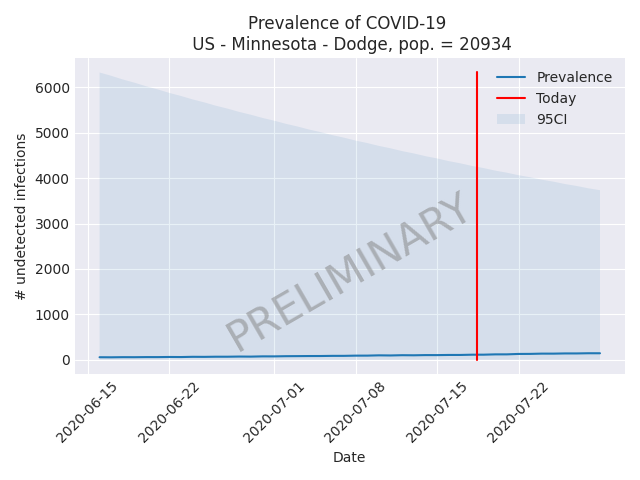 Prevalence of COVID-19
US - Minnesota - Dodge, pop. = 20934
Prevalence
Today
95CI
6000
5000
4000
3000
2000
1000
0
# undetected infections
PRELIMINARY
2020-06-15
2020-06-22
2020-07-01
2020-07-08
2020-07-15
2020-07-22
Date